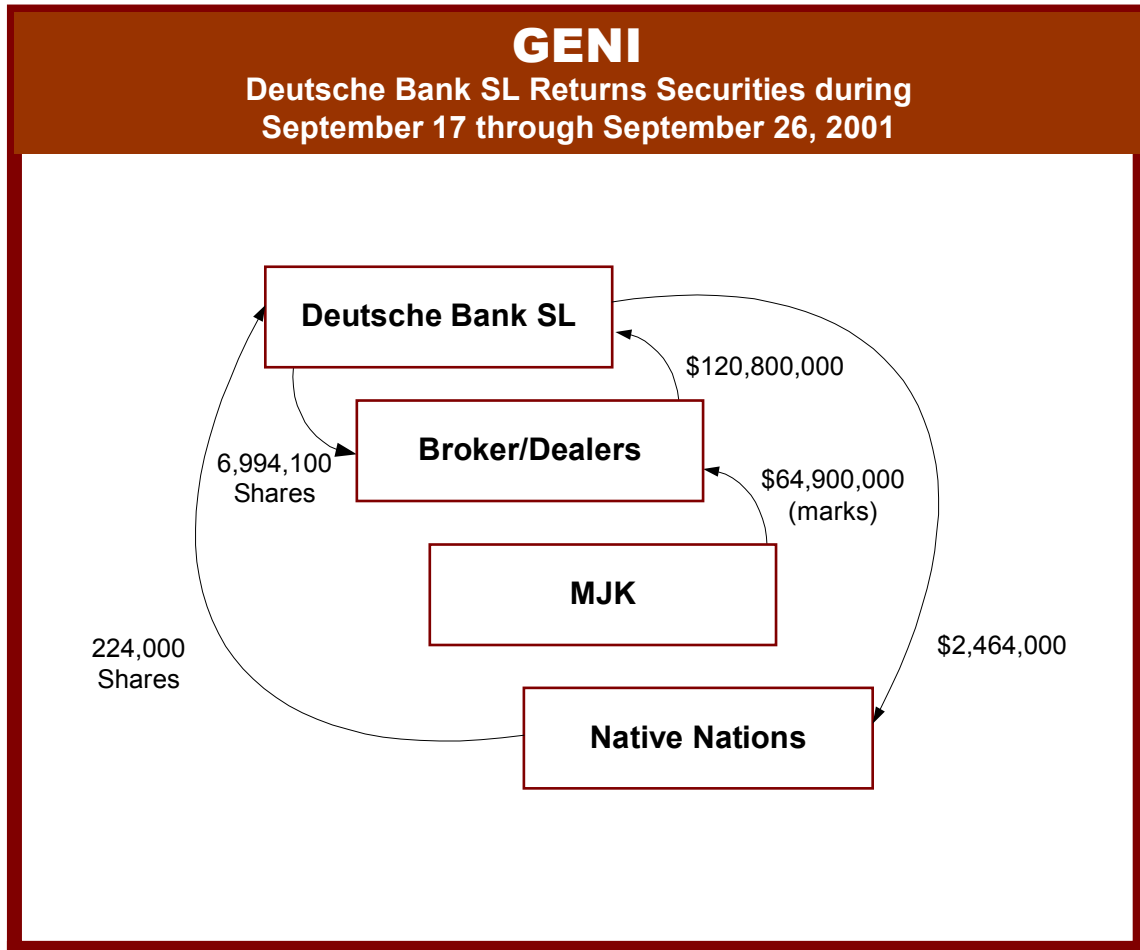 GENI
Deutsche Bank SL Returns Securities during
September 17 through September 26, 2001
Deutsche Bank SL
$120,800,000
Broker/Dealers
6,994,100
Shares
$64,900,000
(marks)
MJK
224,000
Shares
$2,464,000
Native Nations